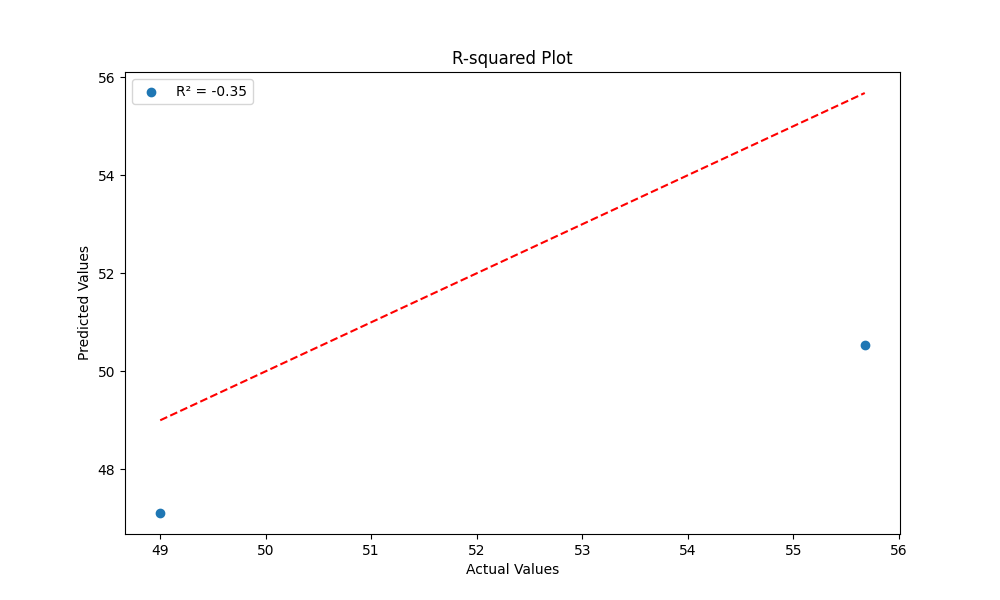 R-squared Plot
R² = -0.35
56
54
52
50
48
Predicted Values
49 50 51 52 53 54 55 56
Actual Values